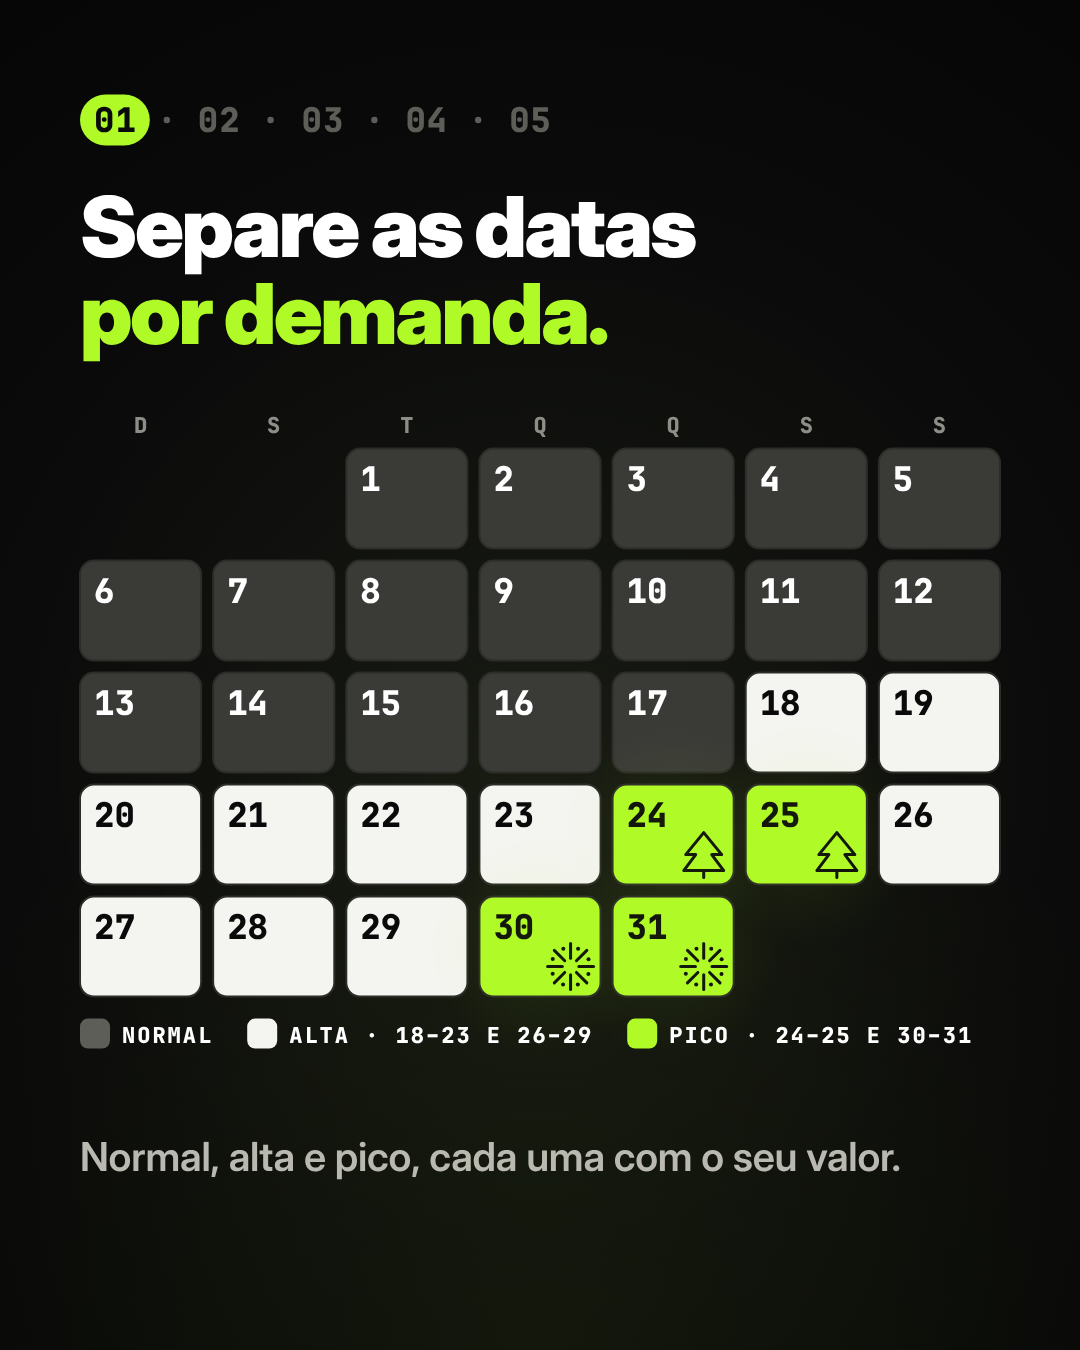 01 · 02 · 03 · 04 · 05
Separe as datas
por demanda.
D S T Q Q S S
1 2 3 4 5
6 7 8 9 10 11 12
13 14 15 16 17 18 19
20 21 22 23 24 25 26
27 28 29 30 31
NORMAL ALTA · 18–23 E 26–29 PICO · 24–25 E 30–31
Normal, alta e pico, cada uma com o seu valor.